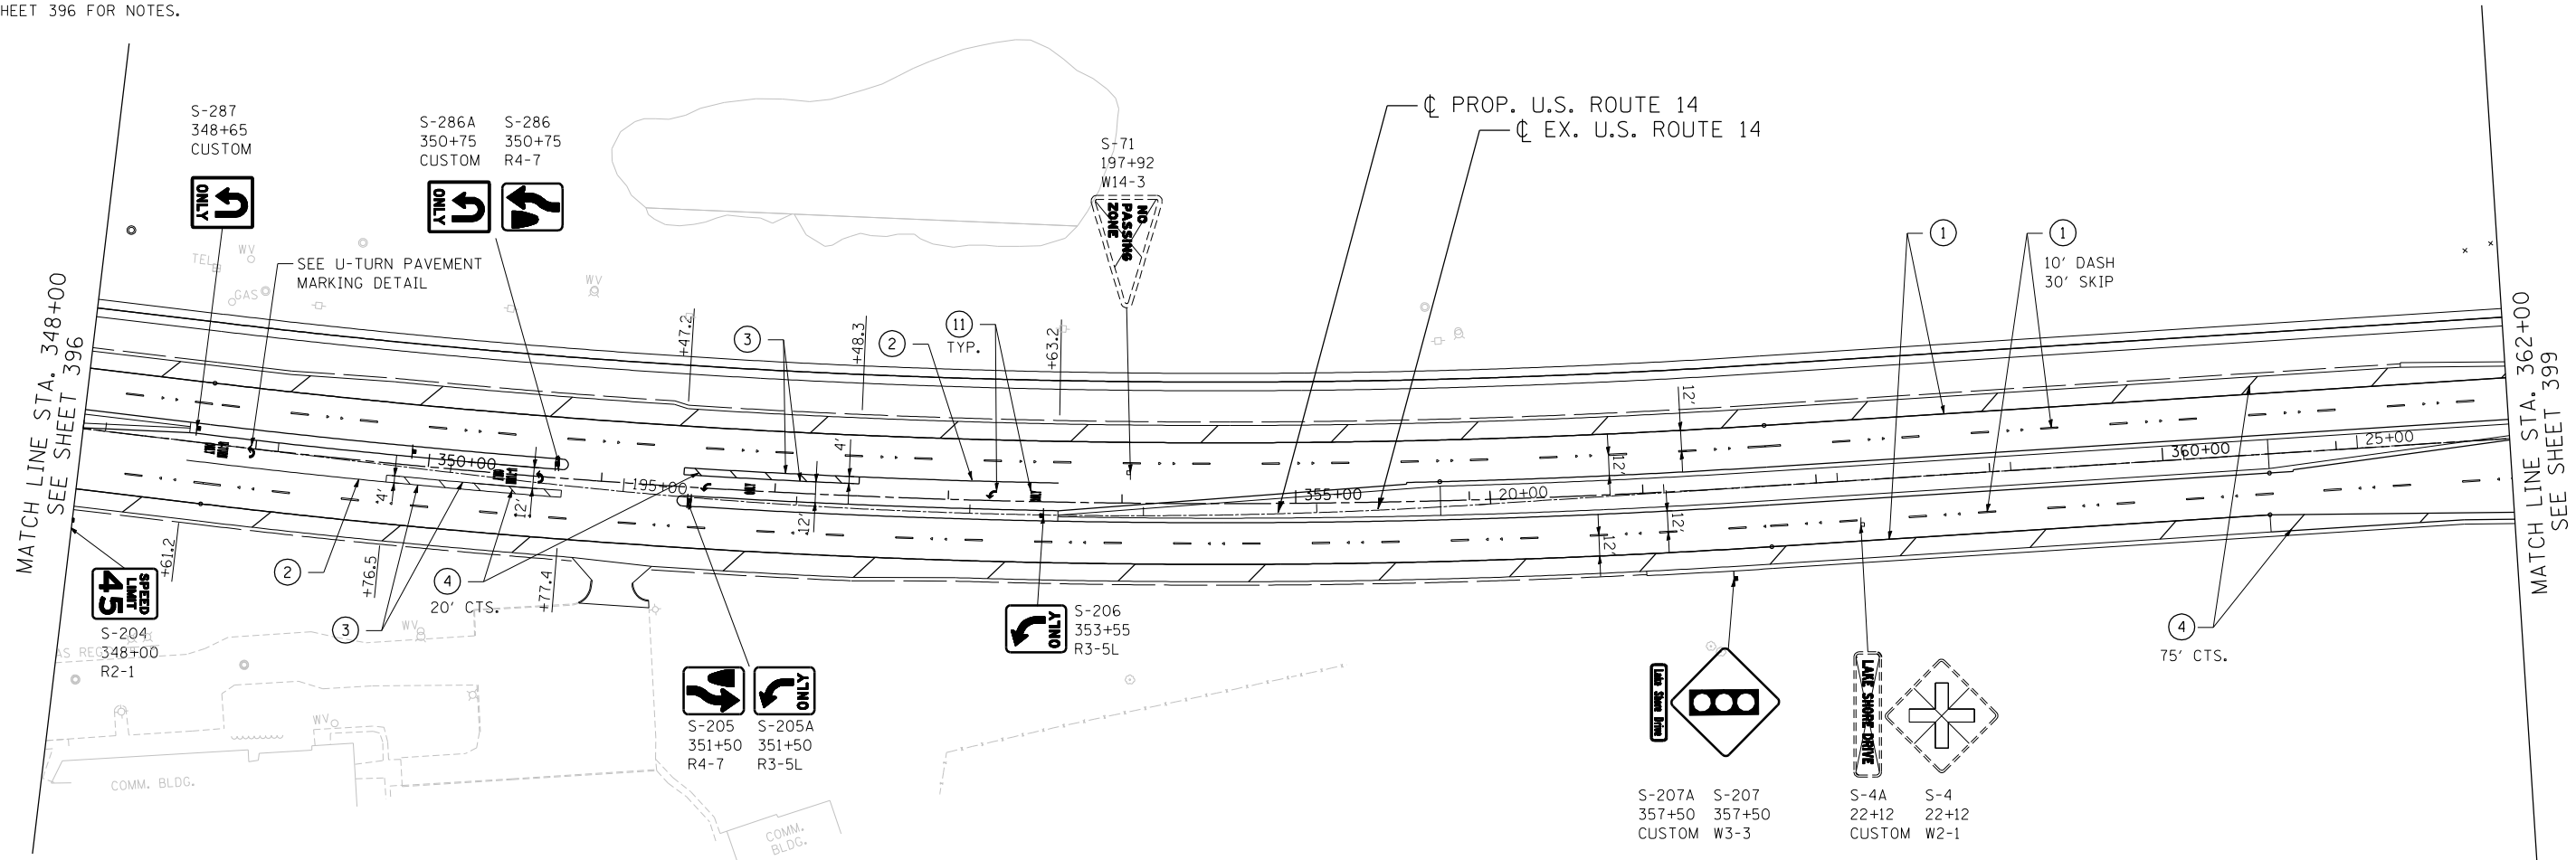 HEET 396 FOR NOTES.
S-287
348+65
CUSTOM
ONLY
S-286A
350+75
CUSTOM
ONLY
S-286
350+75
R4-7
S-71
197+92
W14-3
NO
PASSING
ZONE
℄ PROP. U.S. ROUTE 14
℄ EX. U.S. ROUTE 14
SEE U-TURN PAVEMENT
MARKING DETAIL
TEL
WV
GAS
WV
1
1
10' DASH
30' SKIP
MATCH LINE STA. 348+00
SEE SHEET 396
MATCH LINE STA. 362+00
SEE SHEET 399
+47.2
3
+48.3
2
11
TYP.
+63.2
12'
4'
350+00
195+00
355+00
20+00
360+00
25+00
4'
12'
12'
12'
12'
12'
+61.2
2
+76.5
3
4
20' CTS.
+77.4
SPEED
LIMIT
45
S-204
348+00
R2-1
AS REG
WV
WV
COMM. BLDG.
COMM.
BLDG.
S-205
351+50
R4-7
ONLY
S-205A
351+50
R3-5L
ONLY
S-206
353+55
R3-5L
Lake Shore Drive
S-207A
357+50
CUSTOM
S-207
357+50
W3-3
LAKE SHORE DRIVE
S-4A
22+12
CUSTOM
S-4
22+12
W2-1
4
75' CTS.